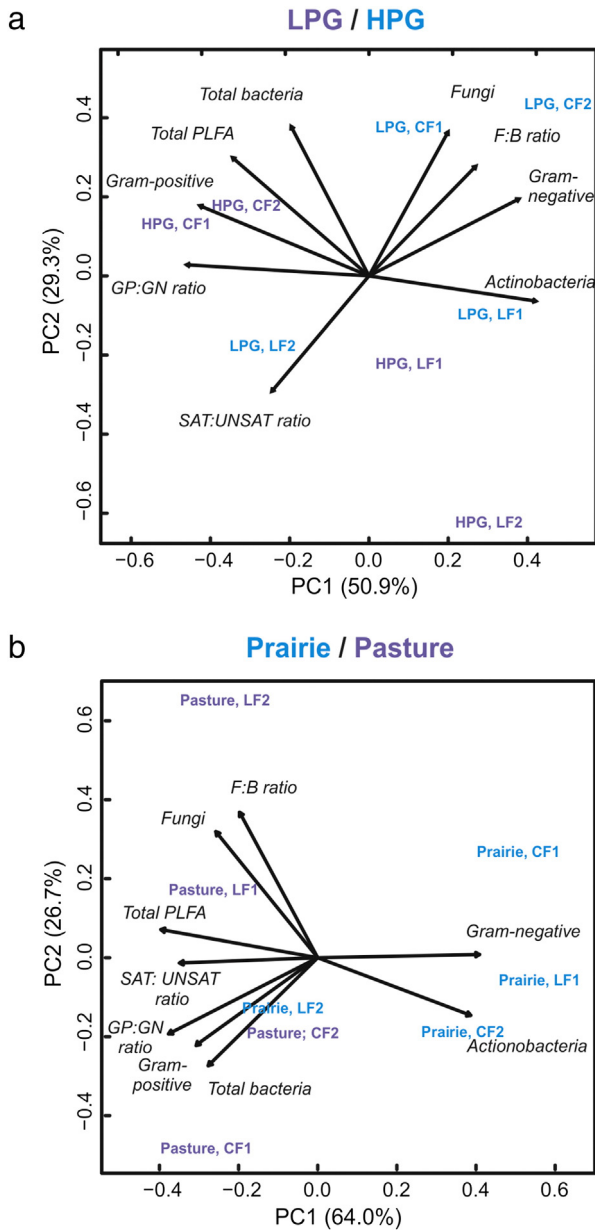 a
LPG / HPG
Total bacteria
Fungi
LPG, CF2
LPG, CF1
Total PLFA
F:B ratio
Gram-positive
Gram-
negative
HPG, CF2
HPG, CF1
GP:GN ratio
Actinobacteria
LPG, LF1
LPG, LF2
HPG, LF1
SAT:UNSAT ratio
HPG, LF2
PC2 (29.3%)
0.4
0.2
0.0
−0.2
−0.4
−0.6
−0.6
−0.4
−0.2
0.0
0.2
0.4
PC1 (50.9%)
b
Prairie / Pasture
Pasture, LF2
F:B ratio
Fungi
Prairie, CF1
Pasture, LF1
Total PLFA
Gram-negative
SAT: UNSAT
ratio
Prairie, LF1
Prairie, LF2
GP:GN
ratio
Pasture; CF2
Prairie, CF2
Actionobacteria
Gram-
positive
Total bacteria
Pasture, CF1
PC2 (26.7%)
0.6
0.4
0.2
0.0
−0.2
−0.4
−0.4
−0.2
0.0
0.2
0.4
0.6
PC1 (64.0%)